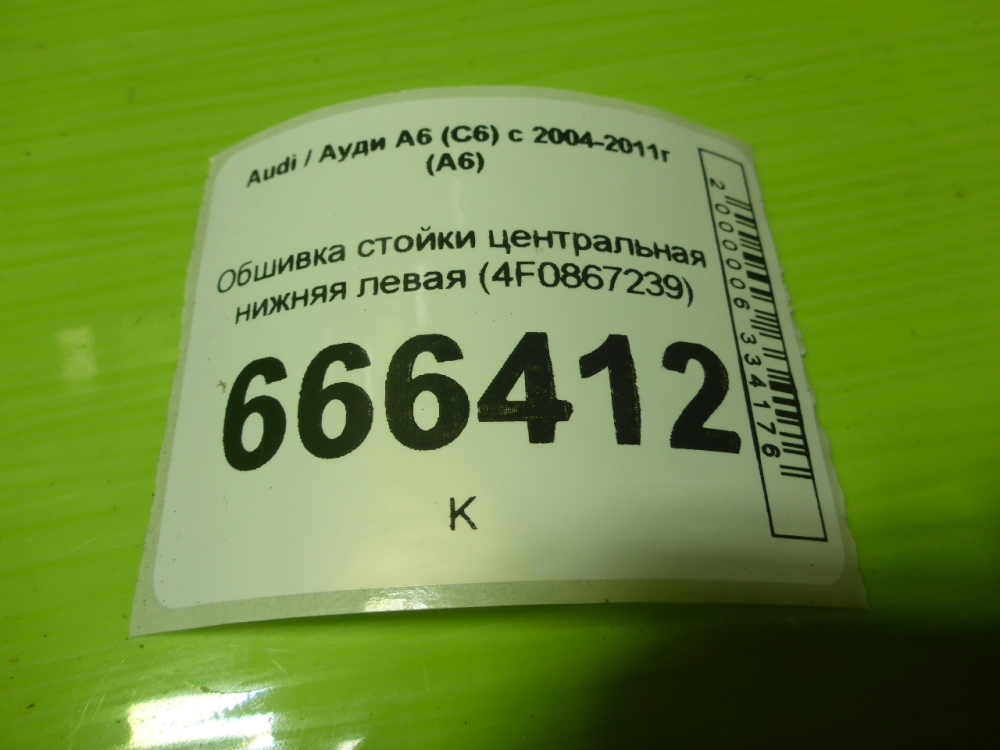 Audi / Ауди А6 (С6) с 2004-2011г
(А6)
Обшивка стойки центральная
нижняя левая (4F0867239)
666412
К
2000006334176